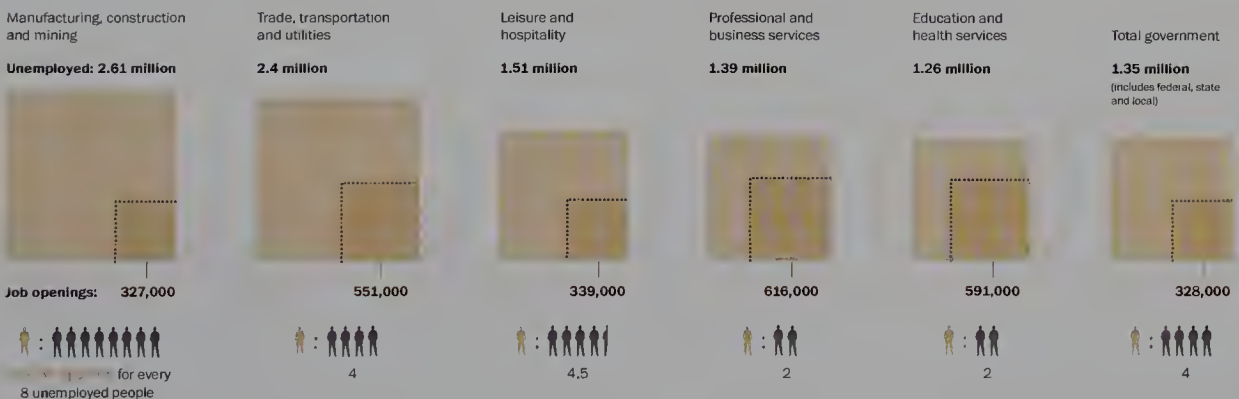 Manufacturing, construction
and mining
Unemployed: 2.61 million
Trade, transportation
and utilities
2.4 million
Leisure and
hospitality
1.51 million
Professional and
business services
1.39 million
Education and
health services
1.26 million
Total government
1.35 million
(includes federal, state
and local)
Job openings: 327,000
551,000
339,000
616,000
591,000
328,000
for every
8 unemployed people
4
4.5
2
2
4